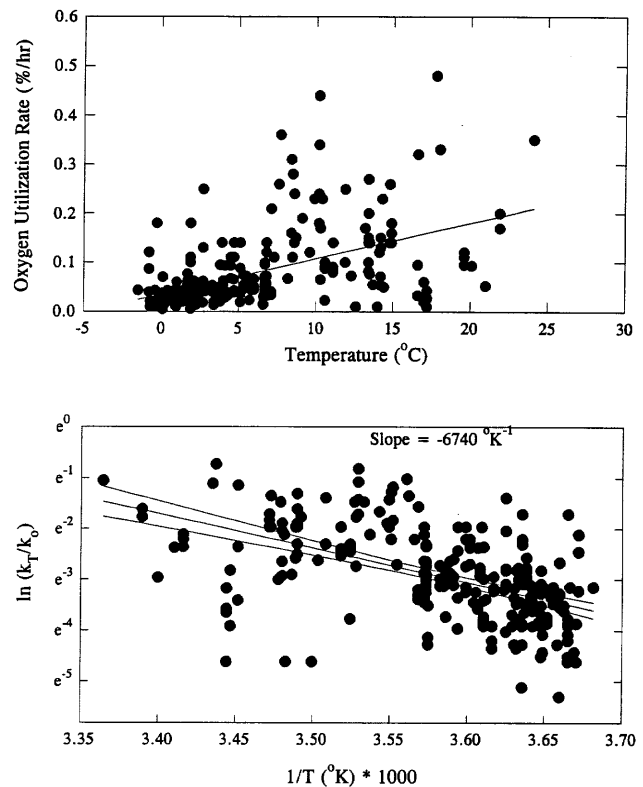 0.6
0.5
0.4
0.3
0.2
0.1
0.0
Oxygen Utilization Rate (%/hr)
-5 0 5 10 15 20 25 30
Temperature (°C)
Slope = -6740 °K⁻¹
e⁰
e⁻¹
e⁻²
e⁻³
e⁻⁴
e⁻⁵
ln (k_T/k_o)
3.35 3.40 3.45 3.50 3.55 3.60 3.65 3.70
1/T (°K) * 1000